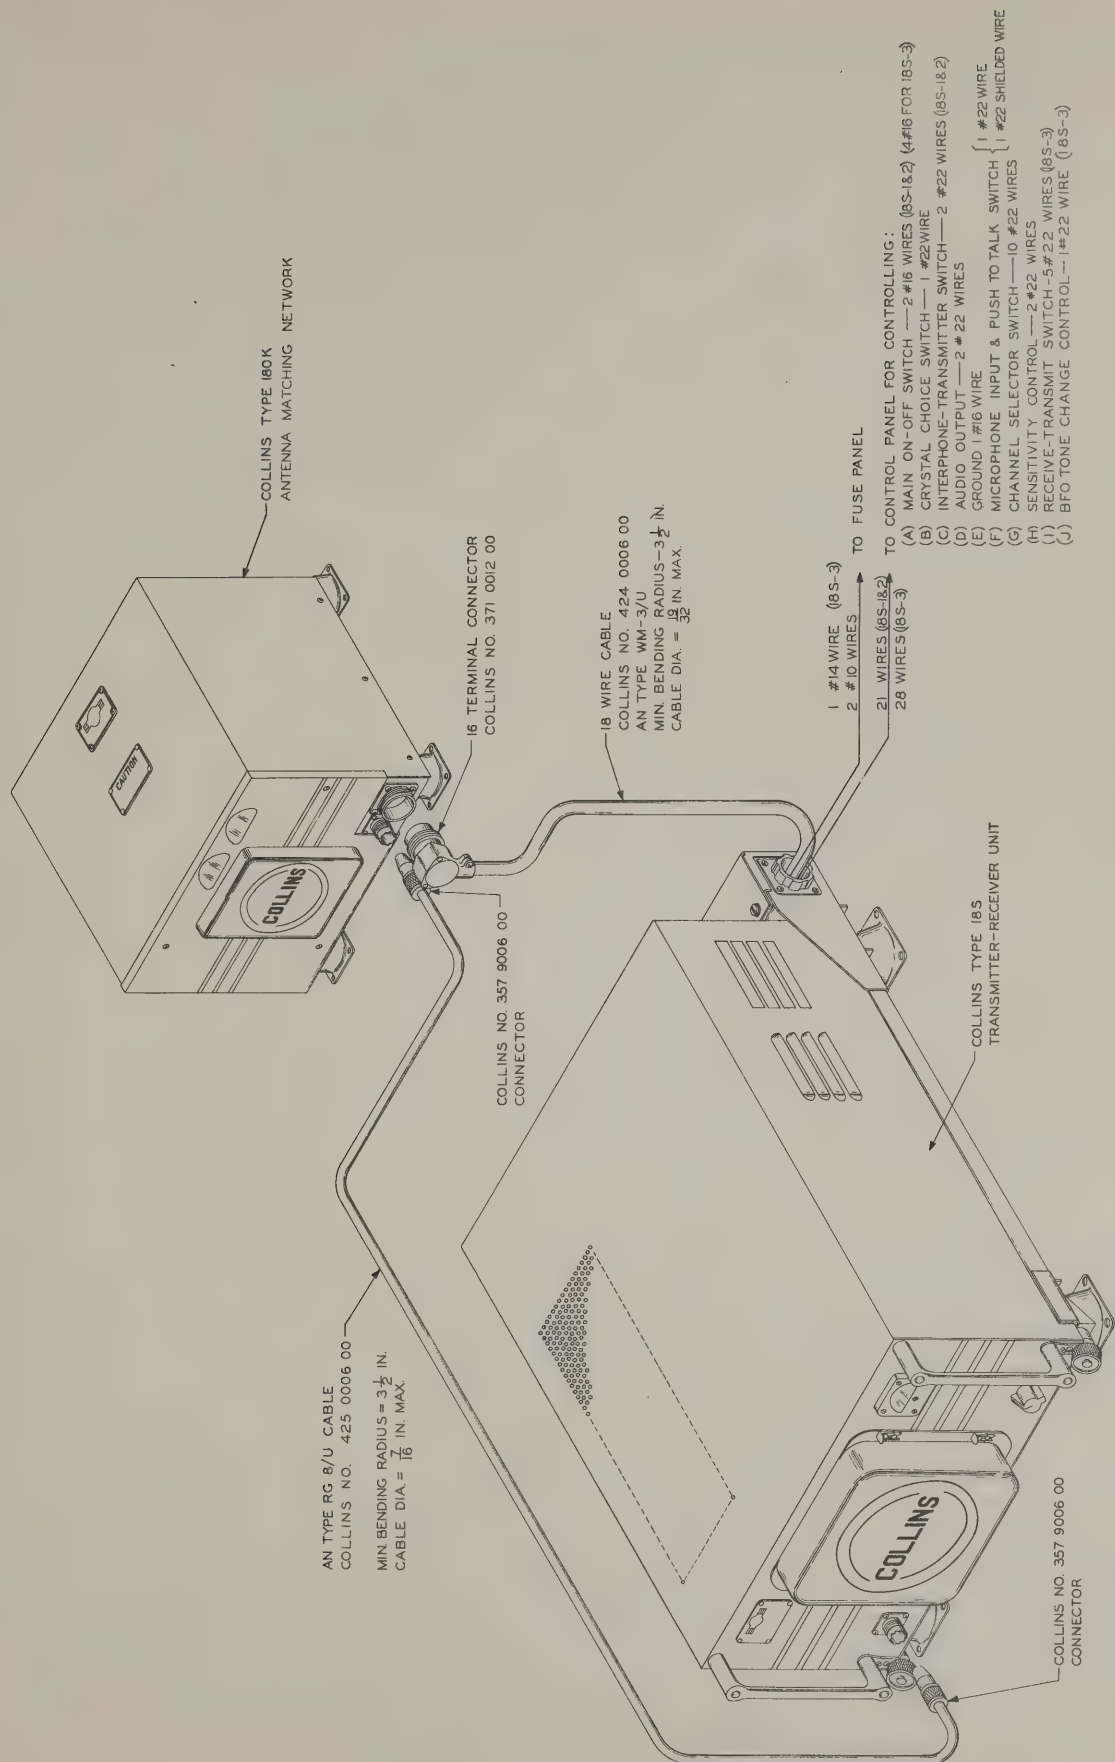 COLLINS TYPE 180K
ANTENNA MATCHING NETWORK
CAUTION
COLLINS
16 TERMINAL CONNECTOR
COLLINS NO. 371 0012 00
COLLINS NO. 357 9006 00
CONNECTOR
18 WIRE CABLE
COLLINS NO. 424 0006 00
AN TYPE WM-3/U
MIN. BENDING RADIUS—3 1/2 IN.
CABLE DIA. = 19/32 IN. MAX.
AN TYPE RG 8/U CABLE
COLLINS NO. 425 0006 00
MIN. BENDING RADIUS = 3 1/2 IN.
CABLE DIA. = 7/16 IN. MAX.
1 #14 WIRE (18S-3)
2 #10 WIRES
TO FUSE PANEL
21 WIRES (18S-1&2)
28 WIRES (18S-3)
TO CONTROL PANEL FOR CONTROLLING:
(A) MAIN ON-OFF SWITCH — 2 #16 WIRES (18S-1&2) (4#16 FOR 18S-3)
(B) CRYSTAL CHOICE SWITCH — 1 #22 WIRE
(C) INTERPHONE-TRANSMITTER SWITCH — 2 #22 WIRES (18S-1&2)
(D) AUDIO OUTPUT — 2 #22 WIRES
(E) GROUND 1 #16 WIRE
(F) MICROPHONE INPUT & PUSH TO TALK SWITCH { 1 #22 WIRE
1 #22 SHIELDED WIRE
(G) CHANNEL SELECTOR SWITCH — 10 #22 WIRES
(H) SENSITIVITY CONTROL — 2 #22 WIRES
(I) RECEIVE-TRANSMIT SWITCH - 5 #22 WIRES (18S-3)
(J) BFO TONE CHANGE CONTROL — 1 #22 WIRE (18S-3)
COLLINS TYPE 18S
TRANSMITTER-RECEIVER UNIT
COLLINS
COLLINS NO. 357 9006 00
CONNECTOR